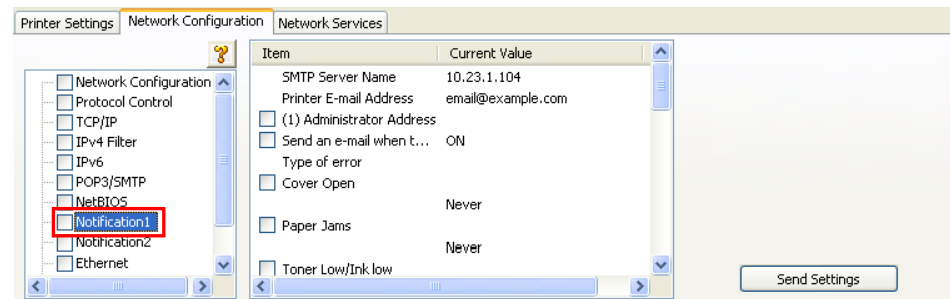 Printer Settings Network Configuration Network Services
?
Network Configuration
Protocol Control
TCP/IP
IPv4 Filter
IPv6
POP3/SMTP
NetBIOS
Notification1
Notification2
Ethernet
Item Current Value
SMTP Server Name 10.23.1.104
Printer E-mail Address email@example.com
(1) Administrator Address
Send an e-mail when t... ON
Type of error
Cover Open
Never
Paper Jams
Never
Toner Low/Ink low
Send Settings